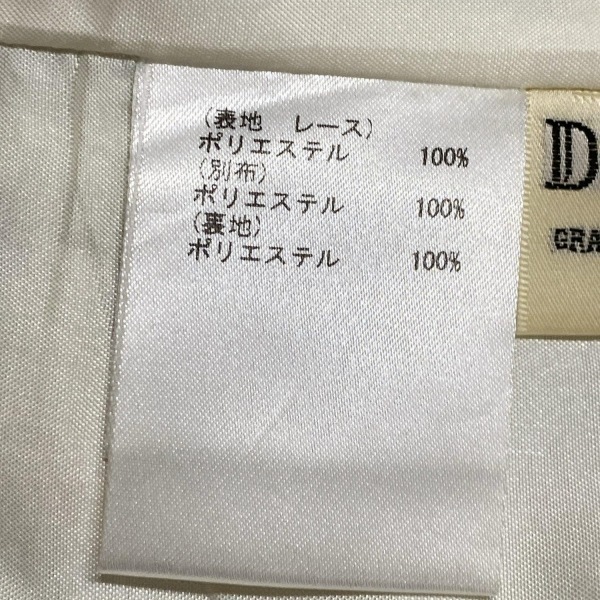 (表地　レース)
ポリエステル 100%
(別布)
ポリエステル 100%
(裏地)
ポリエステル 100%
D
GRA